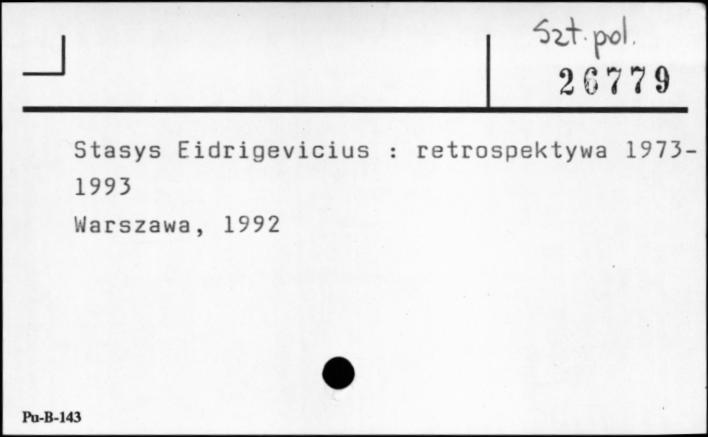 Szt. pol.
26779
Stasys Eidrigevicius : retrospektywa 1973-
1993
Warszawa, 1992
Pu-B-143